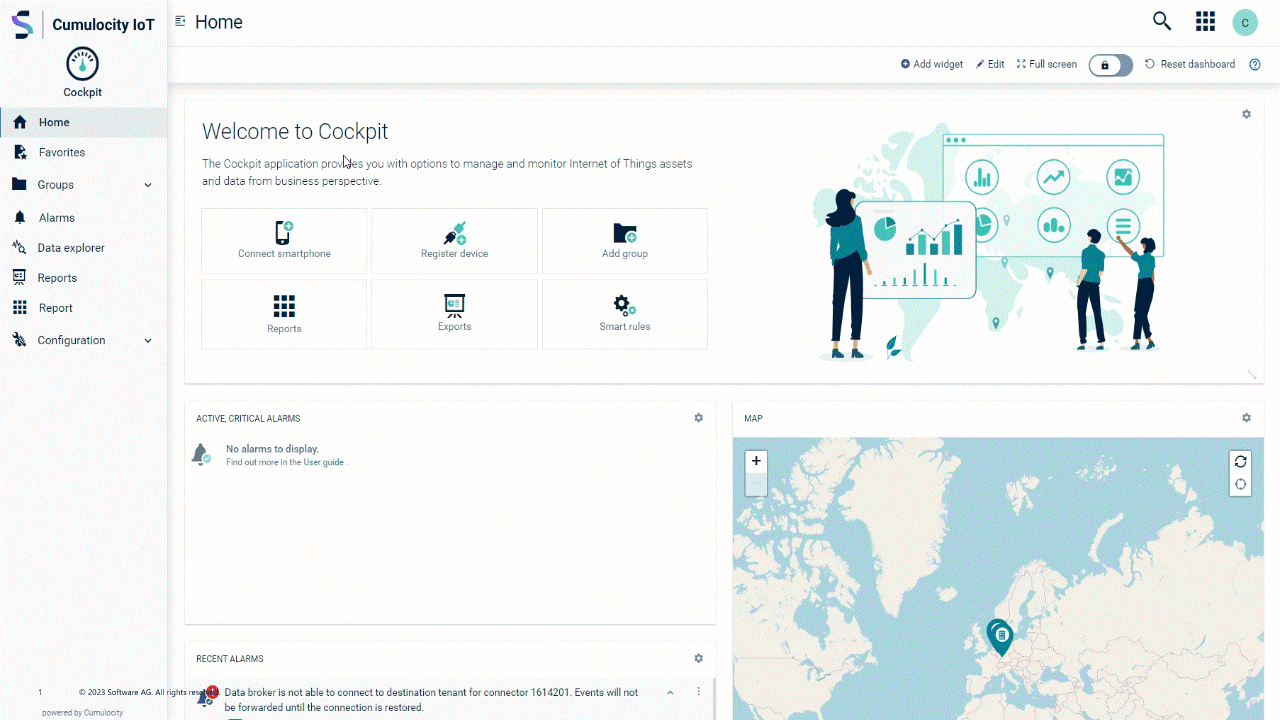 Cumulocity IoT
Cockpit
Home
Favorites
Groups
Alarms
Data explorer
Reports
Report
Configuration
1
© 2023 Software AG. All rights reserved.
powered by Cumulocity
Home
C
Add widget
Edit
Full screen
Reset dashboard
Welcome to Cockpit
The Cockpit application provides you with options to manage and monitor Internet of Things assets
and data from business perspective.
Connect smartphone
Register device
Add group
Reports
Exports
Smart rules
ACTIVE, CRITICAL ALARMS
No alarms to display.
Find out more in the User guide .
MAP
+
RECENT ALARMS
Data broker is not able to connect to destination tenant for connector 1614201. Events will not
be forwarded until the connection is restored.